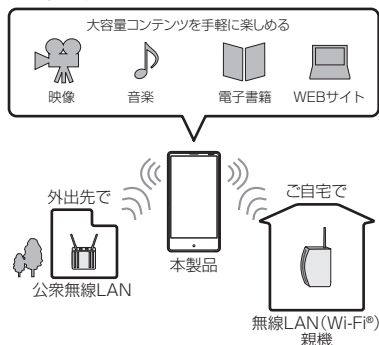 大容量コンテンツを手軽に楽しめる
映像
音楽
電子書籍
WEBサイト
外出先で
ご自宅で
本製品
公衆無線LAN
無線LAN(Wi-Fi®)
親機